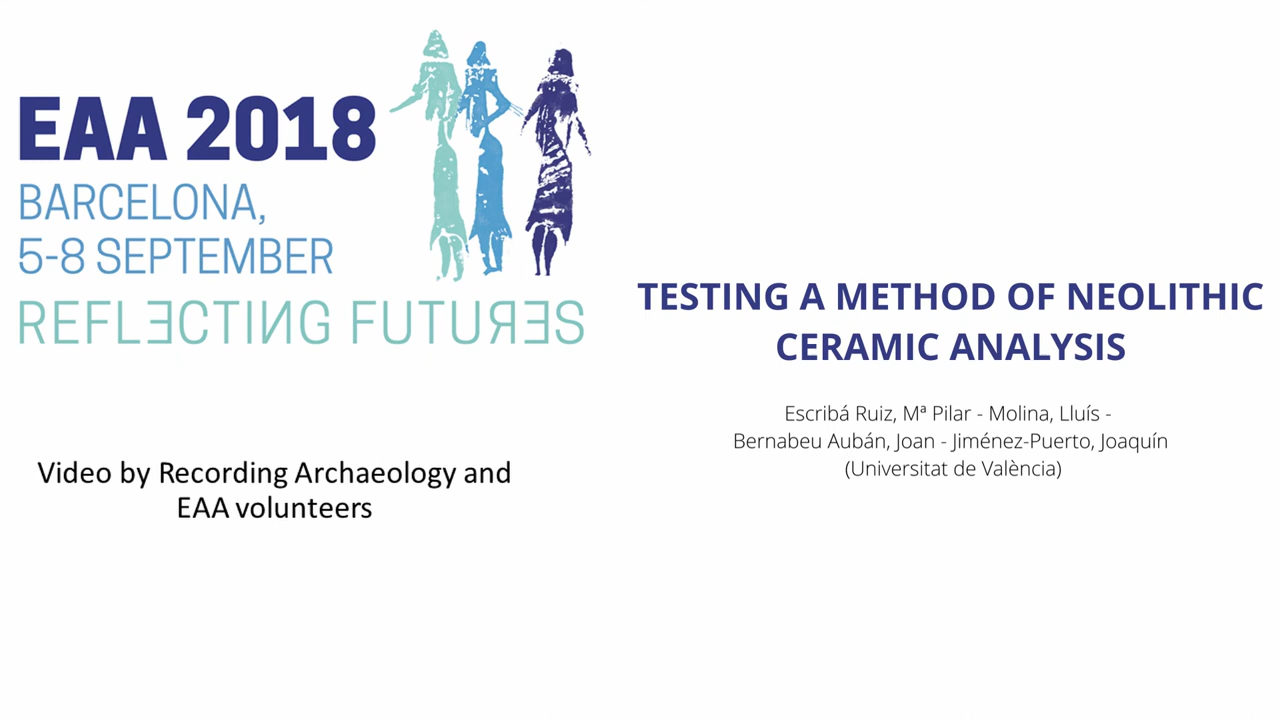 EAA 2018
BARCELONA,
5-8 SEPTEMBER
REFLƎCTIИG FUTUЯƎS
Video by Recording Archaeology and
EAA volunteers
TESTING A METHOD OF NEOLITHIC
CERAMIC ANALYSIS
Escribá Ruiz, Mª Pilar - Molina, Lluís -
Bernabeu Aubán, Joan - Jiménez-Puerto, Joaquín
(Universitat de València)